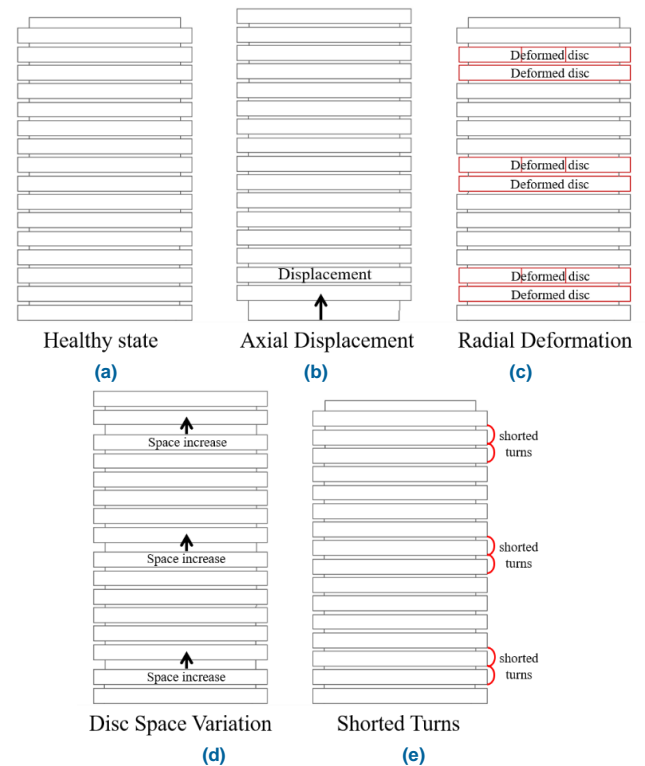 Deformed disc
Deformed disc
Deformed disc
Deformed disc
Displacement
Deformed disc
Deformed disc
Healthy state
Axial Displacement
Radial Deformation
(a)
(b)
(c)
Space increase
shorted
turns
Space increase
shorted
turns
Space increase
shorted
turns
Disc Space Variation
Shorted Turns
(d)
(e)